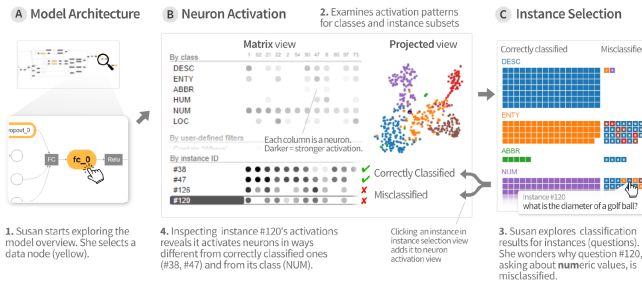 A Model Architecture
B Neuron Activation
2. Examines activation patterns
for classes and instance subsets
C Instance Selection
Matrix view
Projected view
By class
DESC
ENTY
ABBR
HUM
NUM
LOC
By user-defined filters
Each column is a neuron.
Darker = stronger activation.
By instance ID
#38
#47
#126
#120
Correctly Classified
Misclassified
FC
fc_0
Relu
Correctly classified
Misclassified
DESC
ENTY
ABBR
NUM
Instance #120
what is the diameter of a golf ball?
1. Susan starts exploring the
model overview. She selects a
data node (yellow).
4. Inspecting instance #120's activations
reveals it activates neurons in ways
different from correctly classified ones
(#38, #47) and from its class (NUM).
Clicking an instance in
instance selection view
adds it to neuron
activation view
3. Susan explores classification
results for instances (questions).
She wonders why question #120,
asking about numeric values, is
misclassified.